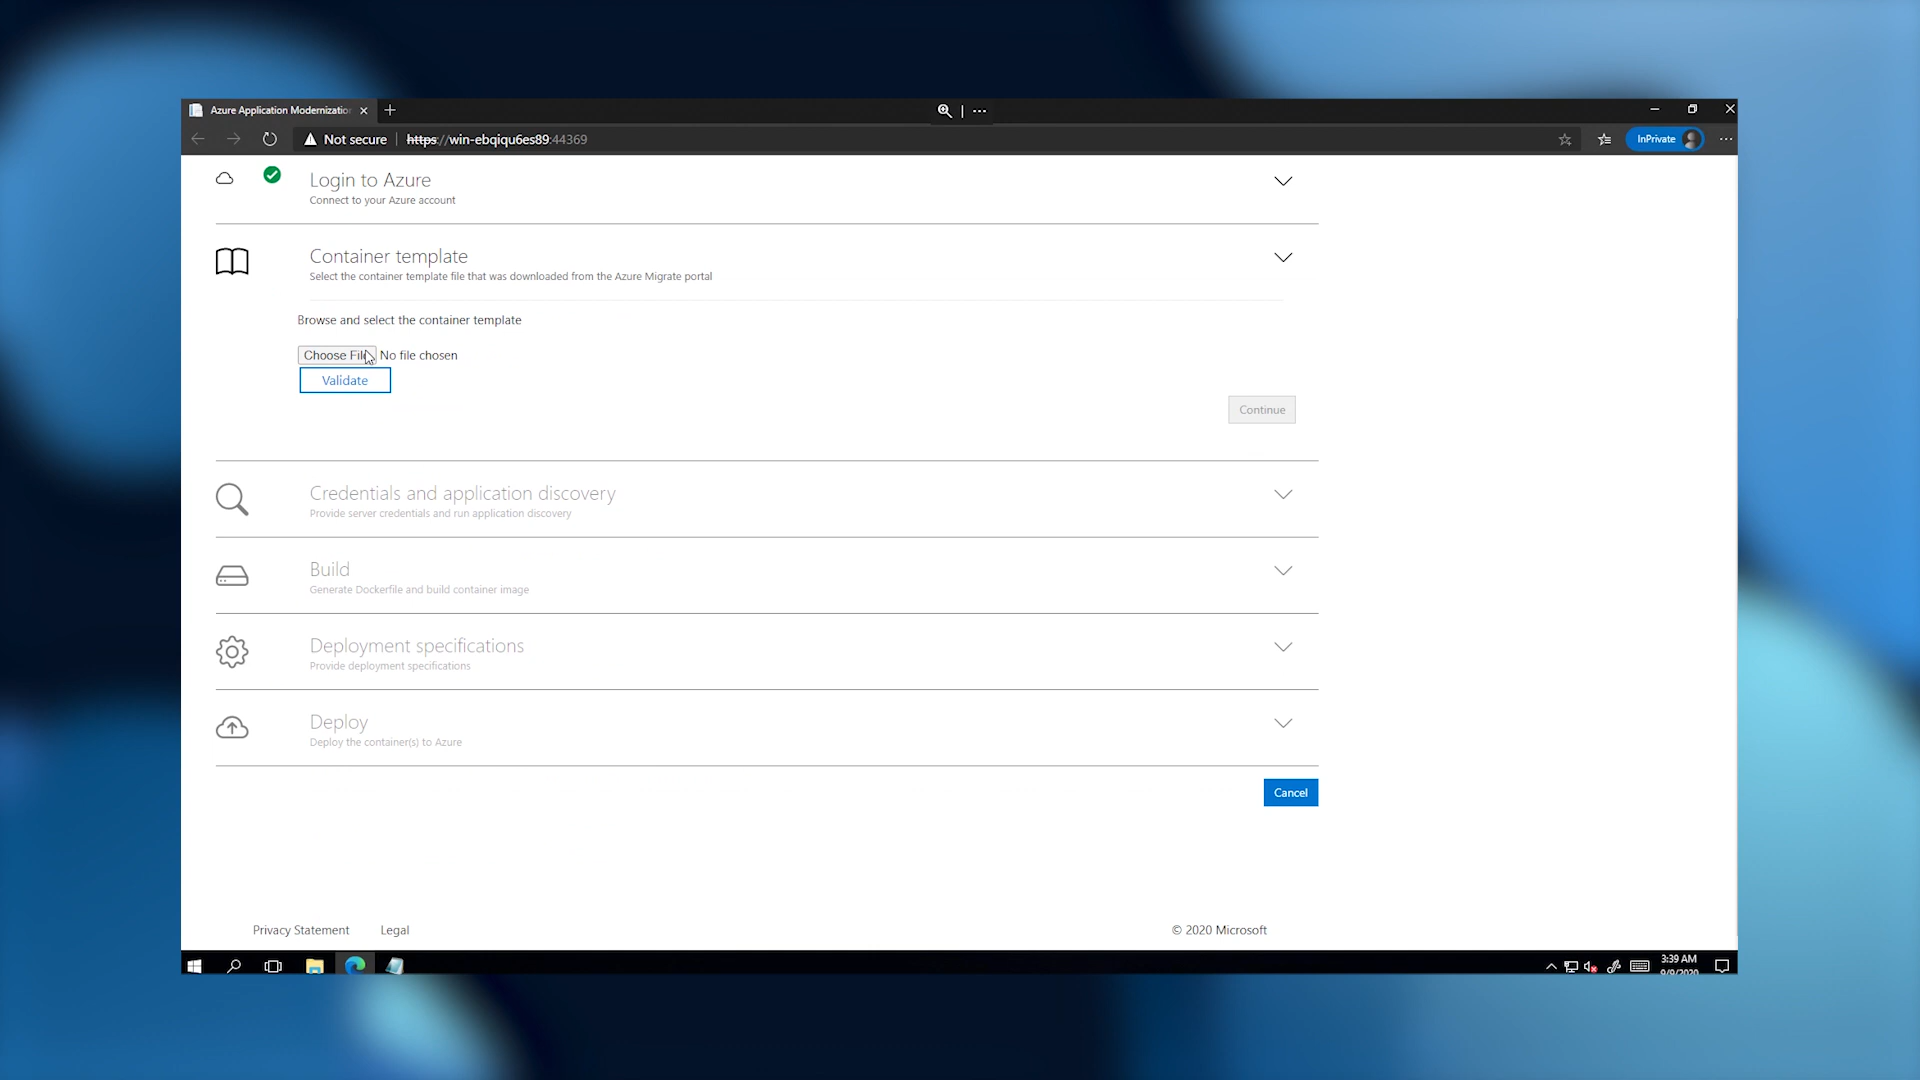 Azure Application Modernizatio
Not secure
https://win-ebqiqu6es89:44369
InPrivate
Login to Azure
Connect to your Azure account
Container template
Select the container template file that was downloaded from the Azure Migrate portal
Browse and select the container template
Choose File No file chosen
Validate
Continue
Credentials and application discovery
Provide server credentials and run application discovery
Build
Generate Dockerfile and build container image
Deployment specifications
Provide deployment specifications
Deploy
Deploy the container(s) to Azure
Cancel
Privacy Statement
Legal
© 2020 Microsoft
3:39 AM
9/9/2020